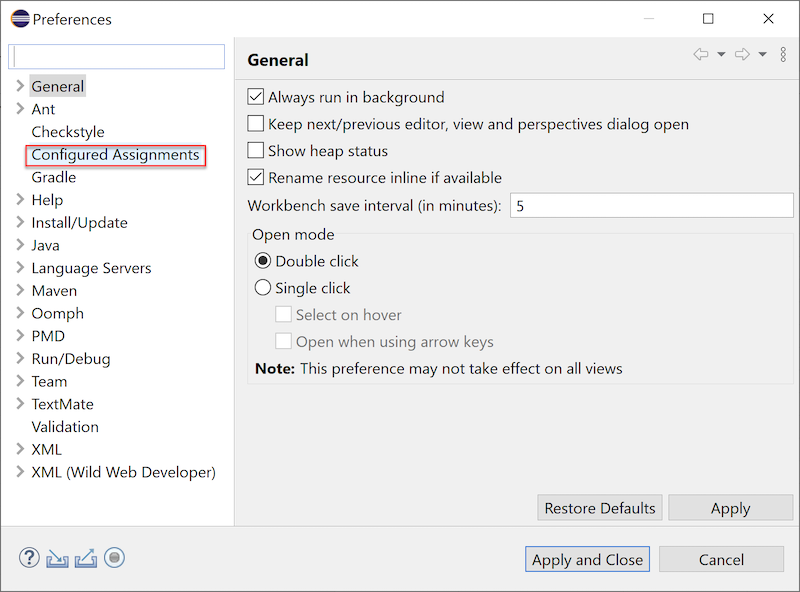 Preferences
General
Ant
Checkstyle
Configured Assignments
Gradle
Help
Install/Update
Java
Language Servers
Maven
Oomph
PMD
Run/Debug
Team
TextMate
Validation
XML
XML (Wild Web Developer)
General
Always run in background
Keep next/previous editor, view and perspectives dialog open
Show heap status
Rename resource inline if available
Workbench save interval (in minutes): 5
Open mode
Double click
Single click
Select on hover
Open when using arrow keys
Note: This preference may not take effect on all views
Restore Defaults Apply
? Apply and Close Cancel